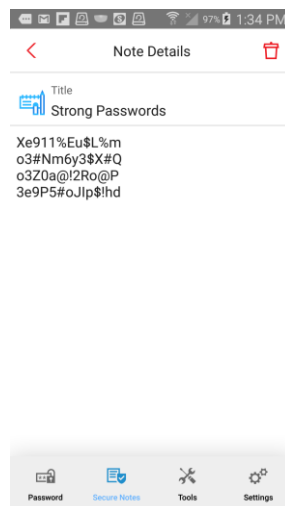 97% 1:34 PM
Note Details
Title
Strong Passwords
Xe911%Eu$L%m
o3#Nm6y3$X#Q
o3Z0a@!2Ro@P
3e9P5#oJIp$!hd
Password Secure Notes Tools Settings